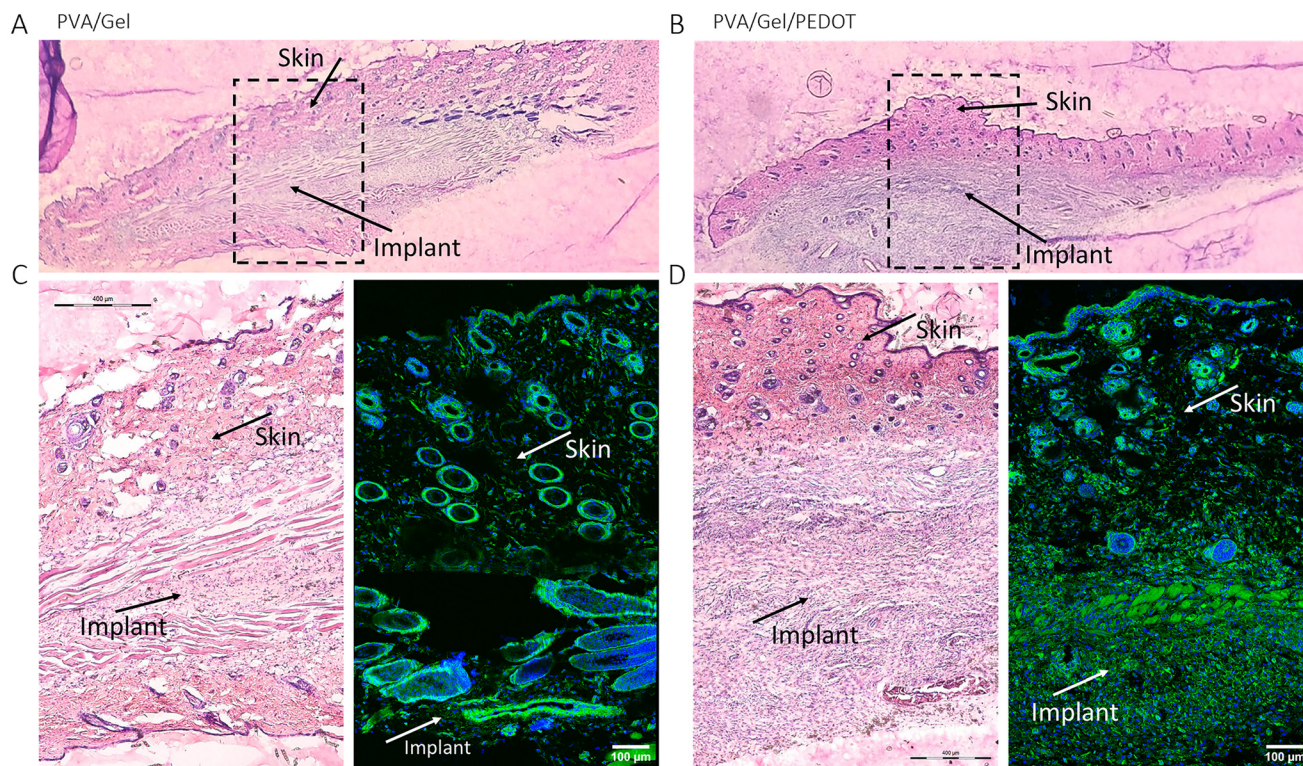 A PVA/Gel
Skin
Implant
B PVA/Gel/PEDOT
Skin
Implant
C
400 µm
Skin
Implant
Skin
Implant
100 µm
D
Skin
Implant
400 µm
Skin
Implant
100 µm